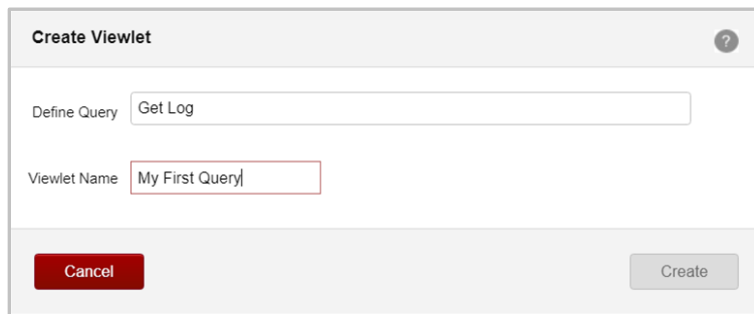 Create Viewlet
?
Define Query Get Log
Viewlet Name My First Query
Cancel Create